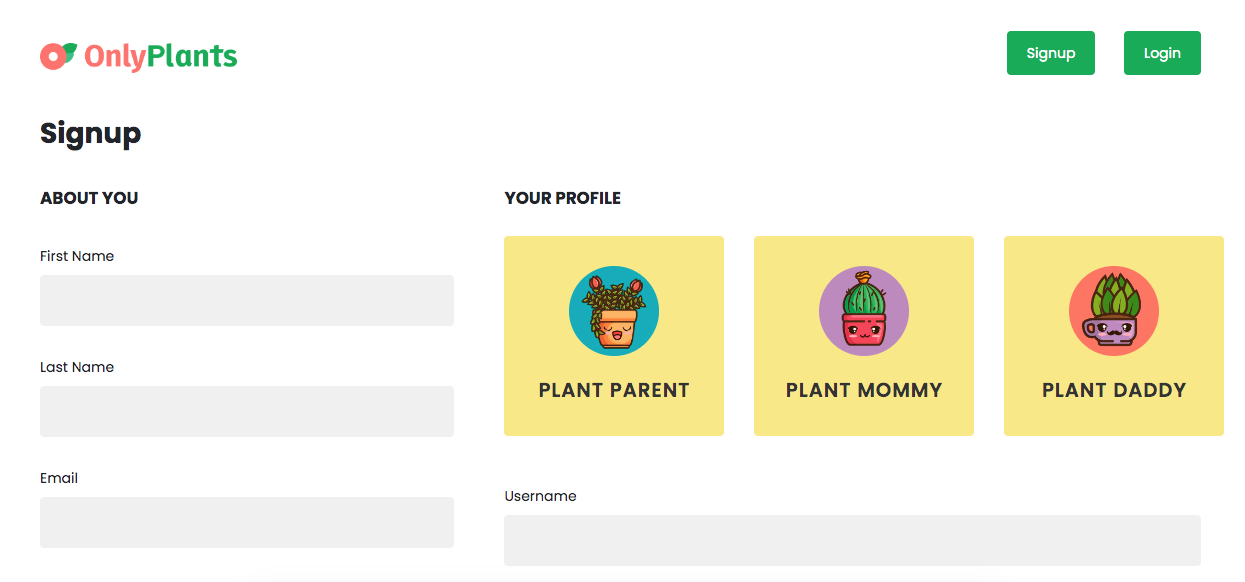 OnlyPlants
Signup
Login
Signup
ABOUT YOU
First Name
Last Name
Email
YOUR PROFILE
PLANT PARENT
PLANT MOMMY
PLANT DADDY
Username